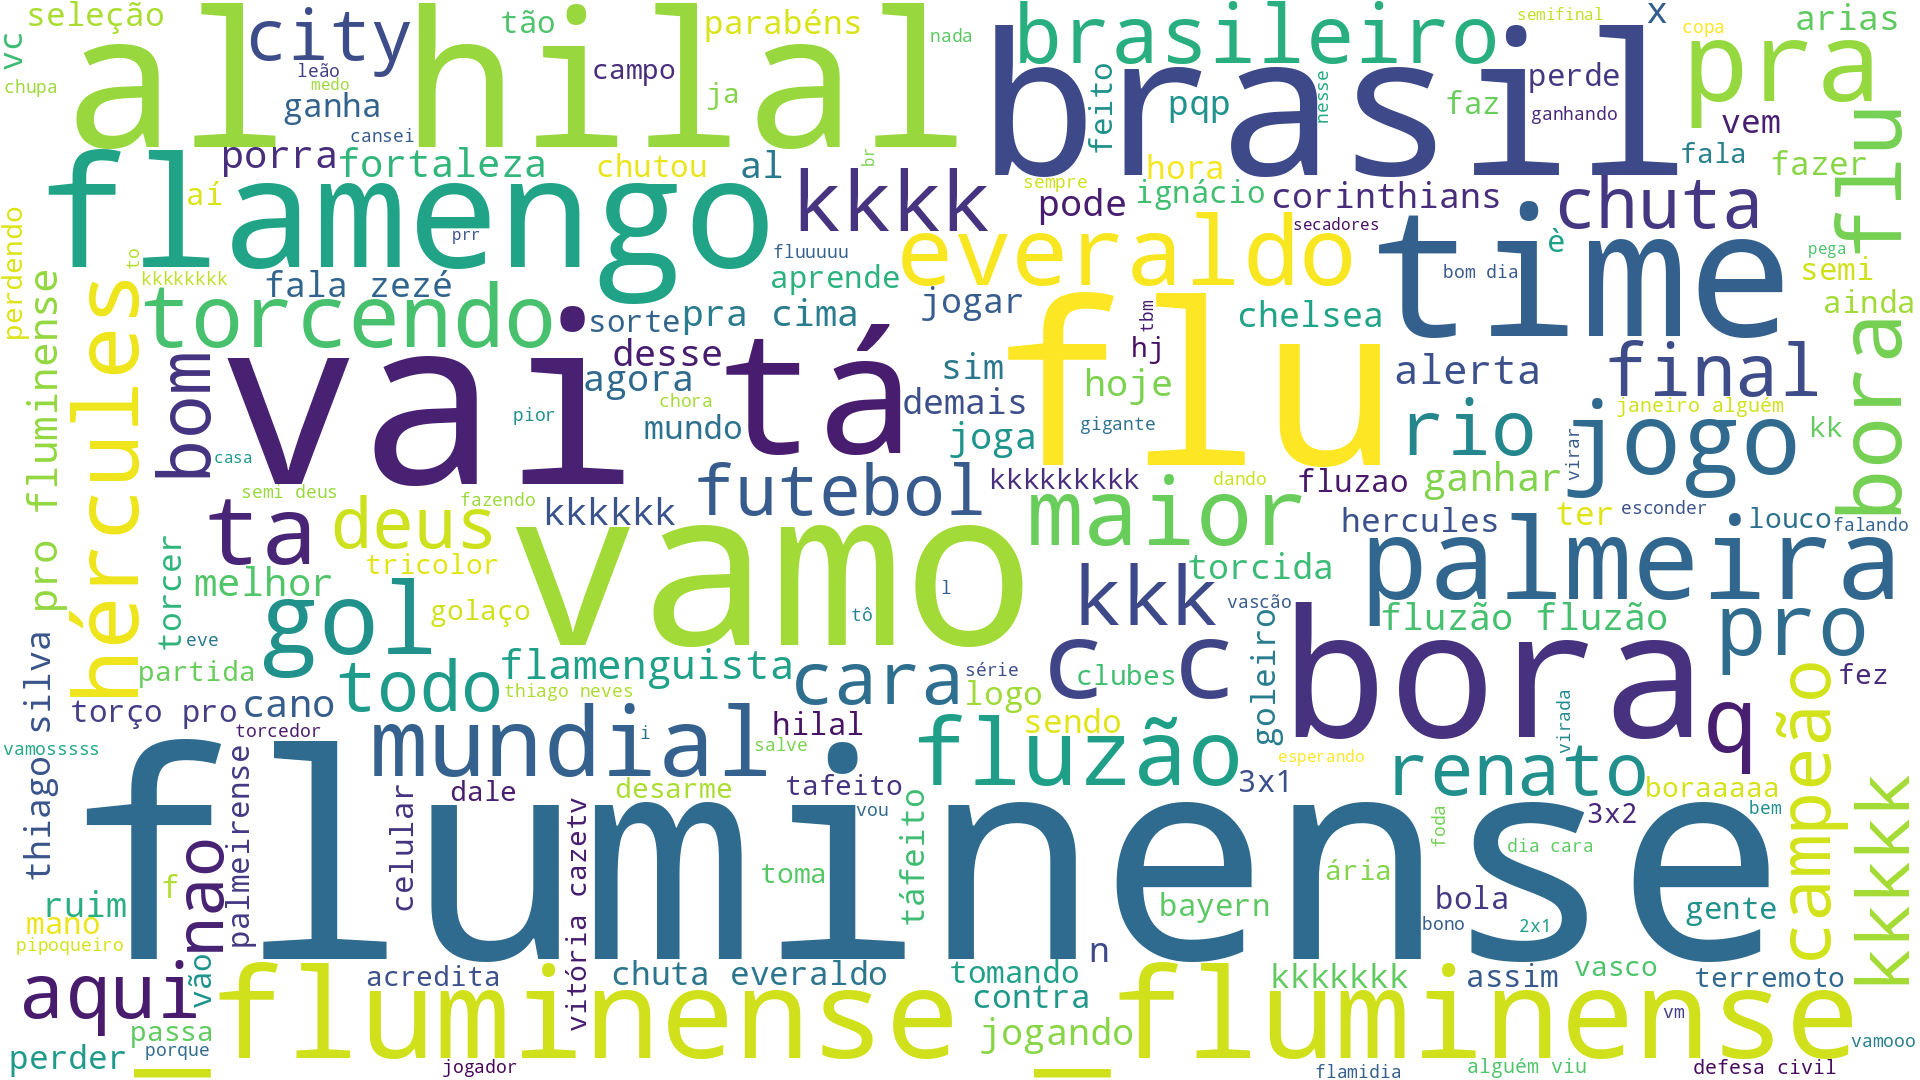 seleção
vc
chupa
al hilal
city
leão
medo
ganha
cansei
tão
campo
parabéns
ja
nada
brasileiro
brasil
feito
pqp
nesse
semifinal
x
perde
faz
ganhando
copa
arias
pra
vem
fala
fazer
flamengo
porra
fortaleza
chutou
al
br
aí
kkkk
sempre
hora
ignácio
pode
corinthians
secadores
chuta
bora flu
perdendo
to
kkkkkkkk
prr
fala zezé
fluuuuu
aprende
everaldo
time
è
bom dia
pega
semi
ainda
pro fluminense
hércules
torcendo
sorte
pra cima
jogar
flu
tbm
hj
chelsea
bom
vai
tá
desse
agora
pior
chora
mundo
sim
demais
joga
hoje
gigante
alerta
final
rio
janeiro alguém
jogo
kk
virar
casa
semi deus
fazendo
ta
deus
kkkkkk
futebol
kkkkkkkkk
maior
dando
fluzao
ganhar
hercules
ter
esconder
louco
falando
torcer
tricolor
melhor
vamo
l
tô
golaço
gol
eve
kkk
torcida
vascão
palmeira
fluzão fluzão
pro
thiago silva
partida
todo
flamenguista
thiago neves
cara
série
logo
c c
clubes
goleiro
bora
q
campeão
fez
torço pro
cano
torcedor
vamosssss
palmeirense
mundial
i
hilal
salve
fluzão
sendo
3x1
virada
esperando
renato
boraaaaa
kkkkk
fluminense
dale
desarme
tafeito
vou
celular
vitória cazetv
táfeito
toma
3x2
bem
foda
dia cara
ária
bayern
bola
bono
2x1
gente
f
ruim
mano
pipoqueiro
nao
vão
n
aqui
acredita
chuta everaldo
tomando
contra
kkkkkkk
assim
vasco
terremoto
vm
vamooo
passa
perder
porque
fluminense_fluminense_
jogador
jogando
flamidia
alguém viu
defesa civil